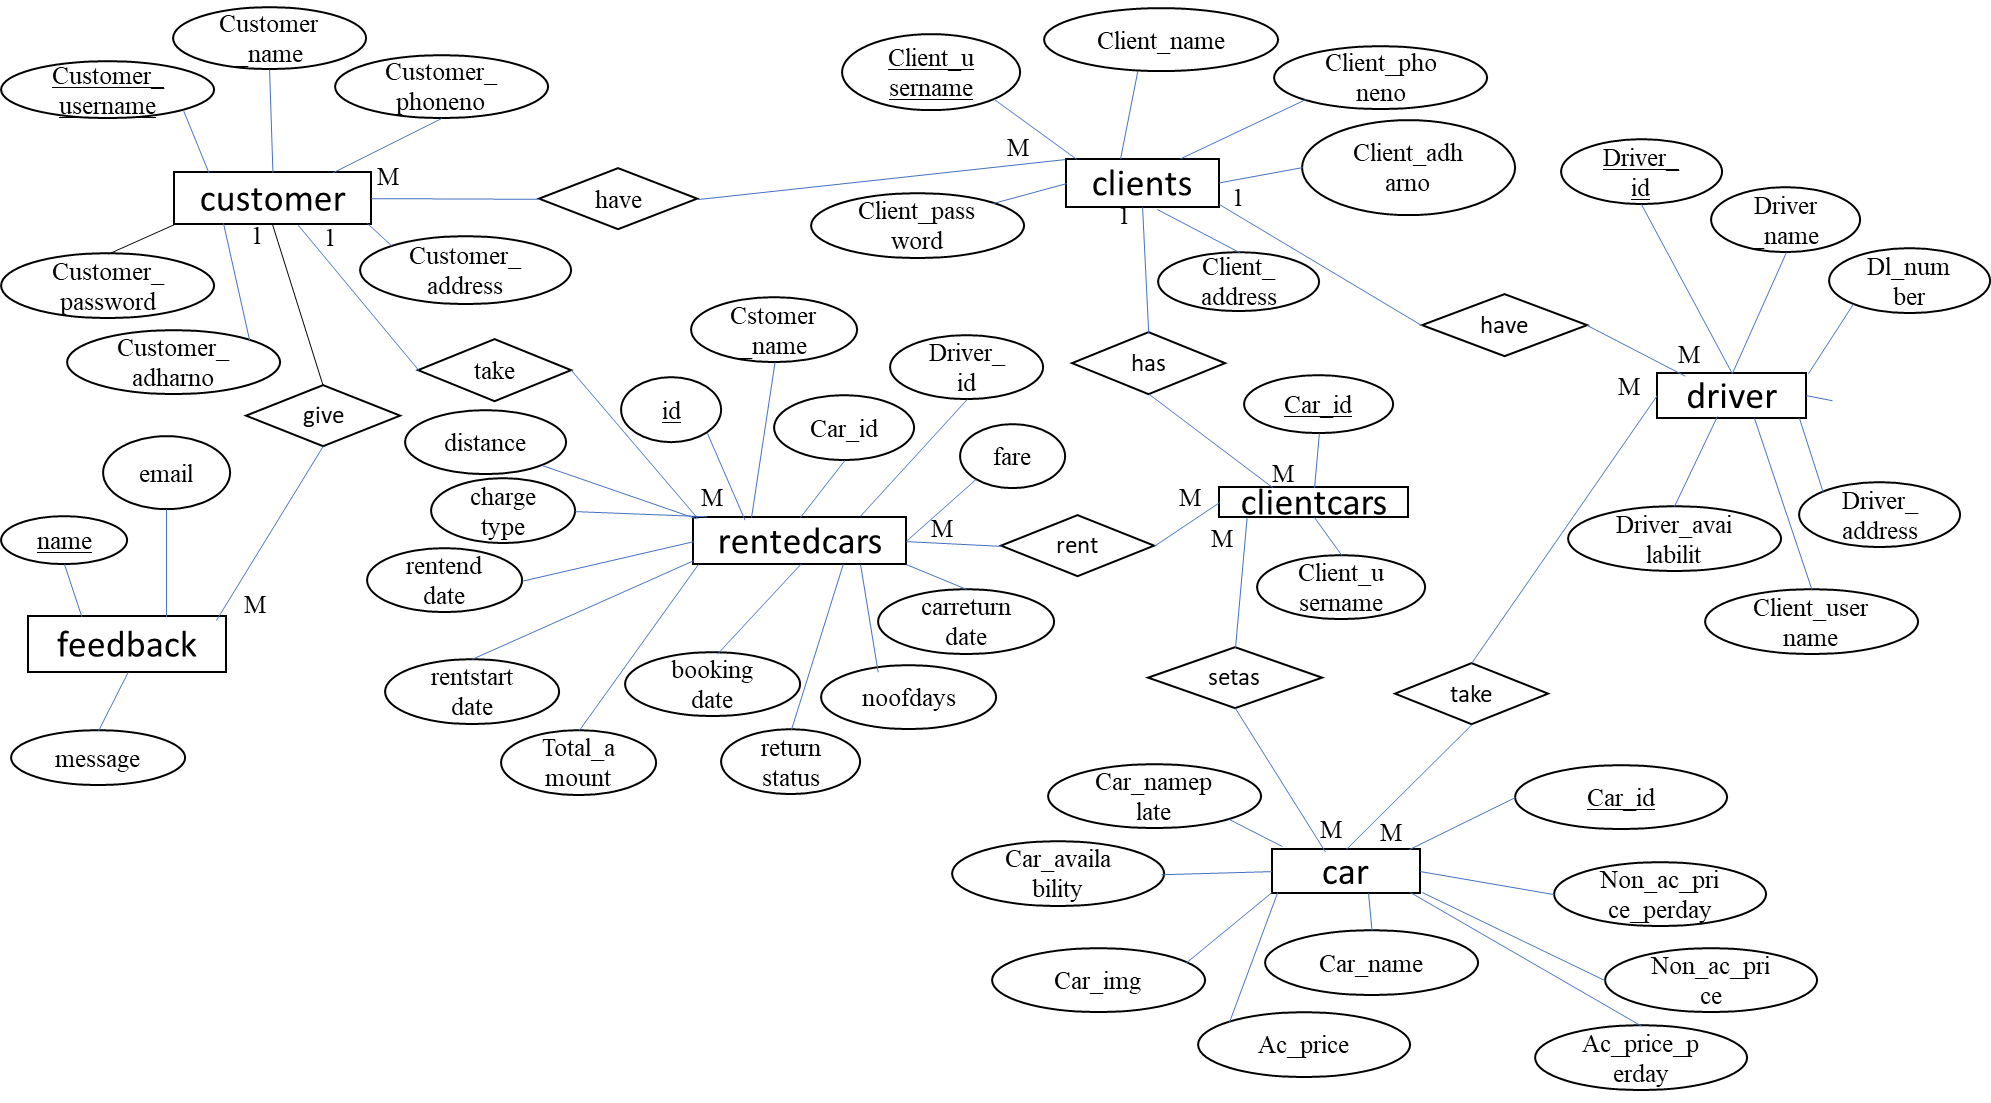 Customer
_name
Customer_
username
Customer_
phoneno
customer
M
1
1
Customer_
password
Customer_
adharno
Customer_
address
have
M
Client_u
sername
Client_name
Client_pho
neno
Client_adh
arno
clients
1
1
Client_pass
word
Client_
address
Driver_
id
Driver
_name
Dl_num
ber
have
M
M
driver
Driver_avai
labilit
Driver_
address
Client_user
name
give
take
has
email
name
M
feedback
message
Cstomer
_name
Driver_
id
id
Car_id
distance
fare
charge
type
M
M
rentedcars
rentend
date
carreturn
date
rentstart
date
booking
date
noofdays
Total_a
mount
return
status
rent
M
Car_id
M
clientcars
M
Client_u
sername
setas
take
Car_namep
late
M
M
Car_id
Car_availa
bility
car
Non_ac_pri
ce_perday
Car_img
Car_name
Non_ac_pri
ce
Ac_price
Ac_price_p
erday